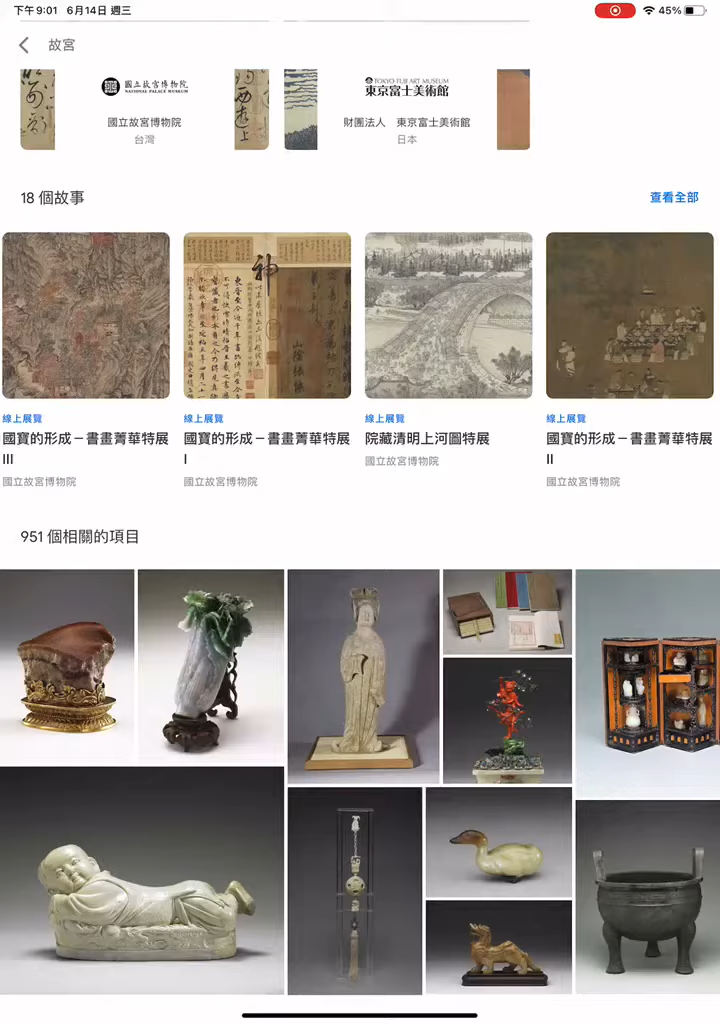 下午9:01 6月14日 週三
45%
故宮
國立故宮博物院
NATIONAL PALACE MUSEUM
國立故宮博物院
台灣
TOKYO FUJI ART MUSEUM
東京富士美術館
財團法人 東京富士美術館
日本
18 個故事
查看全部
線上展覽
國寶的形成－書畫菁華特展
III
國立故宮博物院
線上展覽
國寶的形成－書畫菁華特展
I
國立故宮博物院
線上展覽
院藏清明上河圖特展
國立故宮博物院
線上展覽
國寶的形成－書畫菁華特展
II
國立故宮博物院
951 個相關的項目